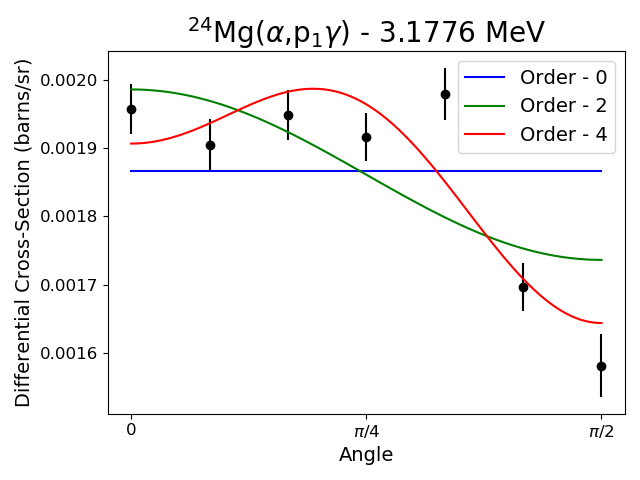 ²⁴Mg(α,p₁γ) - 3.1776 MeV
Differential Cross-Section (barns/sr)
0.0020
0.0019
0.0018
0.0017
0.0016
Order - 0
Order - 2
Order - 4
0
π/4
π/2
Angle